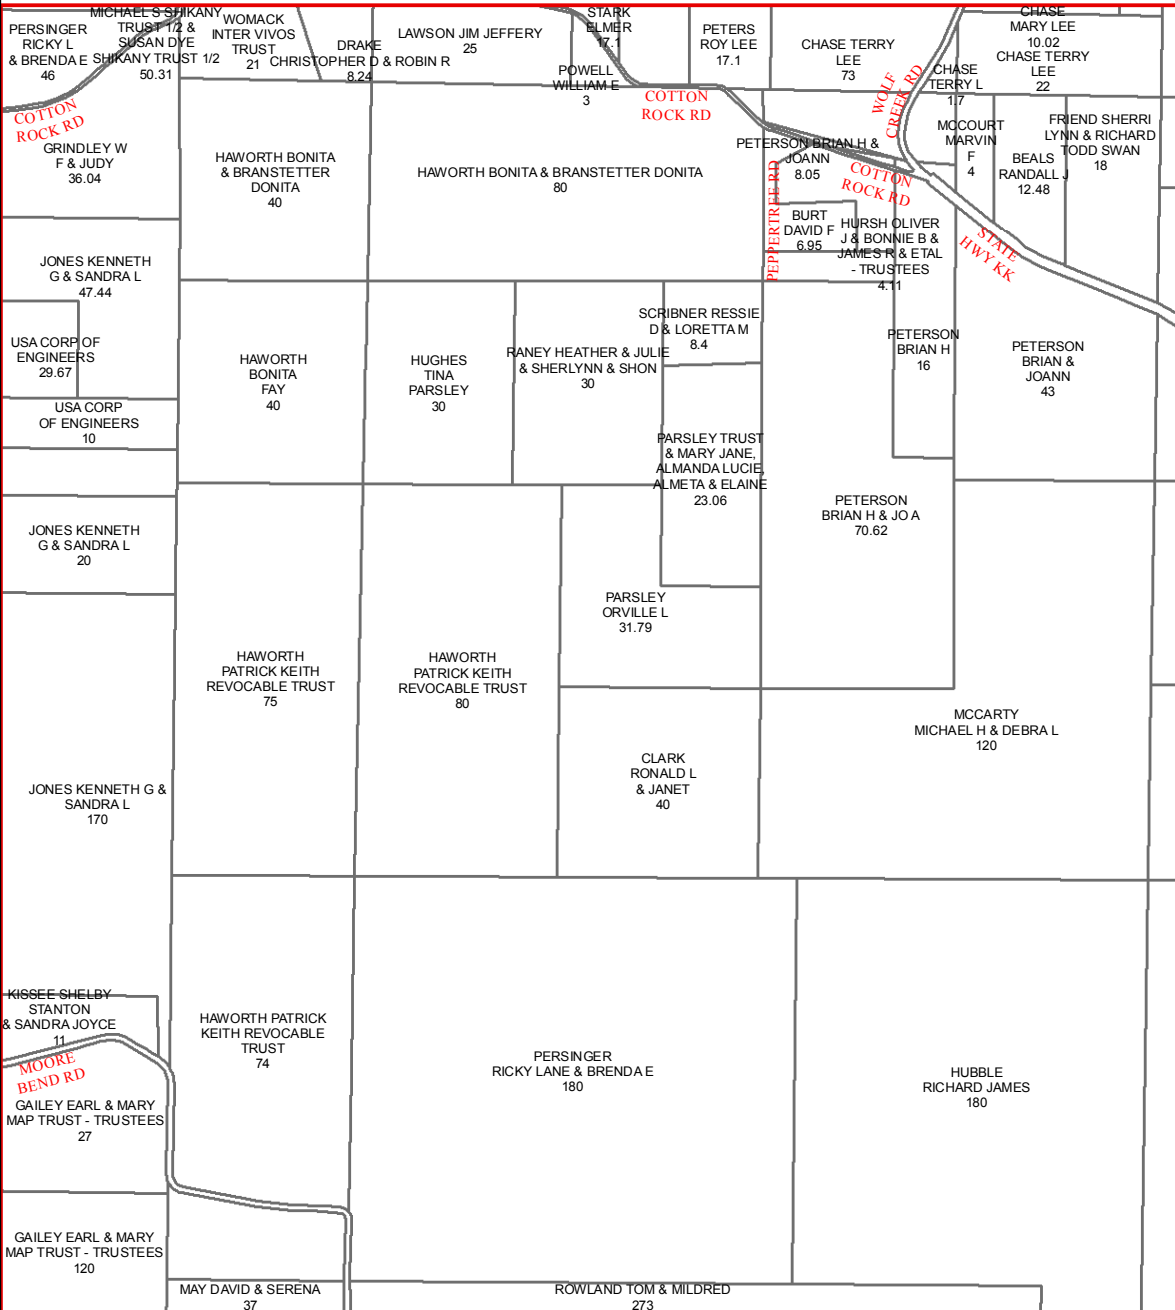 PERSINGER
RICKY L
& BRENDA E
46
MICHAEL S SHIKANY
TRUST 1/2 &
SUSAN DYE
SHIKANY TRUST 1/2
50.31
WOMACK
INTER VIVOS
TRUST
21
DRAKE
CHRISTOPHER D & ROBIN R
8.24
LAWSON JIM JEFFERY
25
STARK
ELMER
17.1
POWELL
WILLIAM E
3
PETERS
ROY LEE
17.1
CHASE TERRY
LEE
73
CHASE
MARY LEE
10.02
CHASE TERRY
LEE
22
CHASE
TERRY L
1.7
WOLF
CREEK RD
COTTON
ROCK RD
COTTON
ROCK RD
GRINDLEY W
F & JUDY
36.04
HAWORTH BONITA
& BRANSTETTER
DONITA
40
HAWORTH BONITA & BRANSTETTER DONITA
80
PETERSON BRIAN H &
JOANN
8.05
COTTON
ROCK RD
MCCOURT
MARVIN
F
4
BEALS
RANDALL J
12.48
FRIEND SHERRI
LYNN & RICHARD
TODD SWAN
18
PEPPERTREE RD
BURT
DAVID F
6.95
HURSH OLIVER
J & BONNIE B &
JAMES R & ETAL
- TRUSTEES
4.11
STATE
HWY KK
JONES KENNETH
G & SANDRA L
47.44
USA CORP OF
ENGINEERS
29.67
USA CORP
OF ENGINEERS
10
HAWORTH
BONITA
FAY
40
HUGHES
TINA
PARSLEY
30
RANEY HEATHER & JULIE
& SHERLYNN & SHON
30
SCRIBNER RESSIE
D & LORETTA M
8.4
PETERSON
BRIAN H
16
PETERSON
BRIAN &
JOANN
43
PARSLEY TRUST
& MARY JANE,
ALMANDA LUCIE,
ALMETA & ELAINE
23.06
PETERSON
BRIAN H & JO A
70.62
JONES KENNETH
G & SANDRA L
20
PARSLEY
ORVILLE L
31.79
HAWORTH
PATRICK KEITH
REVOCABLE TRUST
75
HAWORTH
PATRICK KEITH
REVOCABLE TRUST
80
MCCARTY
MICHAEL H & DEBRA L
120
CLARK
RONALD L
& JANET
40
JONES KENNETH G &
SANDRA L
170
KISSEE SHELBY
STANTON
& SANDRA JOYCE
11
MOORE
BEND RD
HAWORTH PATRICK
KEITH REVOCABLE
TRUST
74
PERSINGER
RICKY LANE & BRENDA E
180
HUBBLE
RICHARD JAMES
180
GAILEY EARL & MARY
MAP TRUST - TRUSTEES
27
GAILEY EARL & MARY
MAP TRUST - TRUSTEES
120
MAY DAVID & SERENA
37
ROWLAND TOM & MILDRED
273